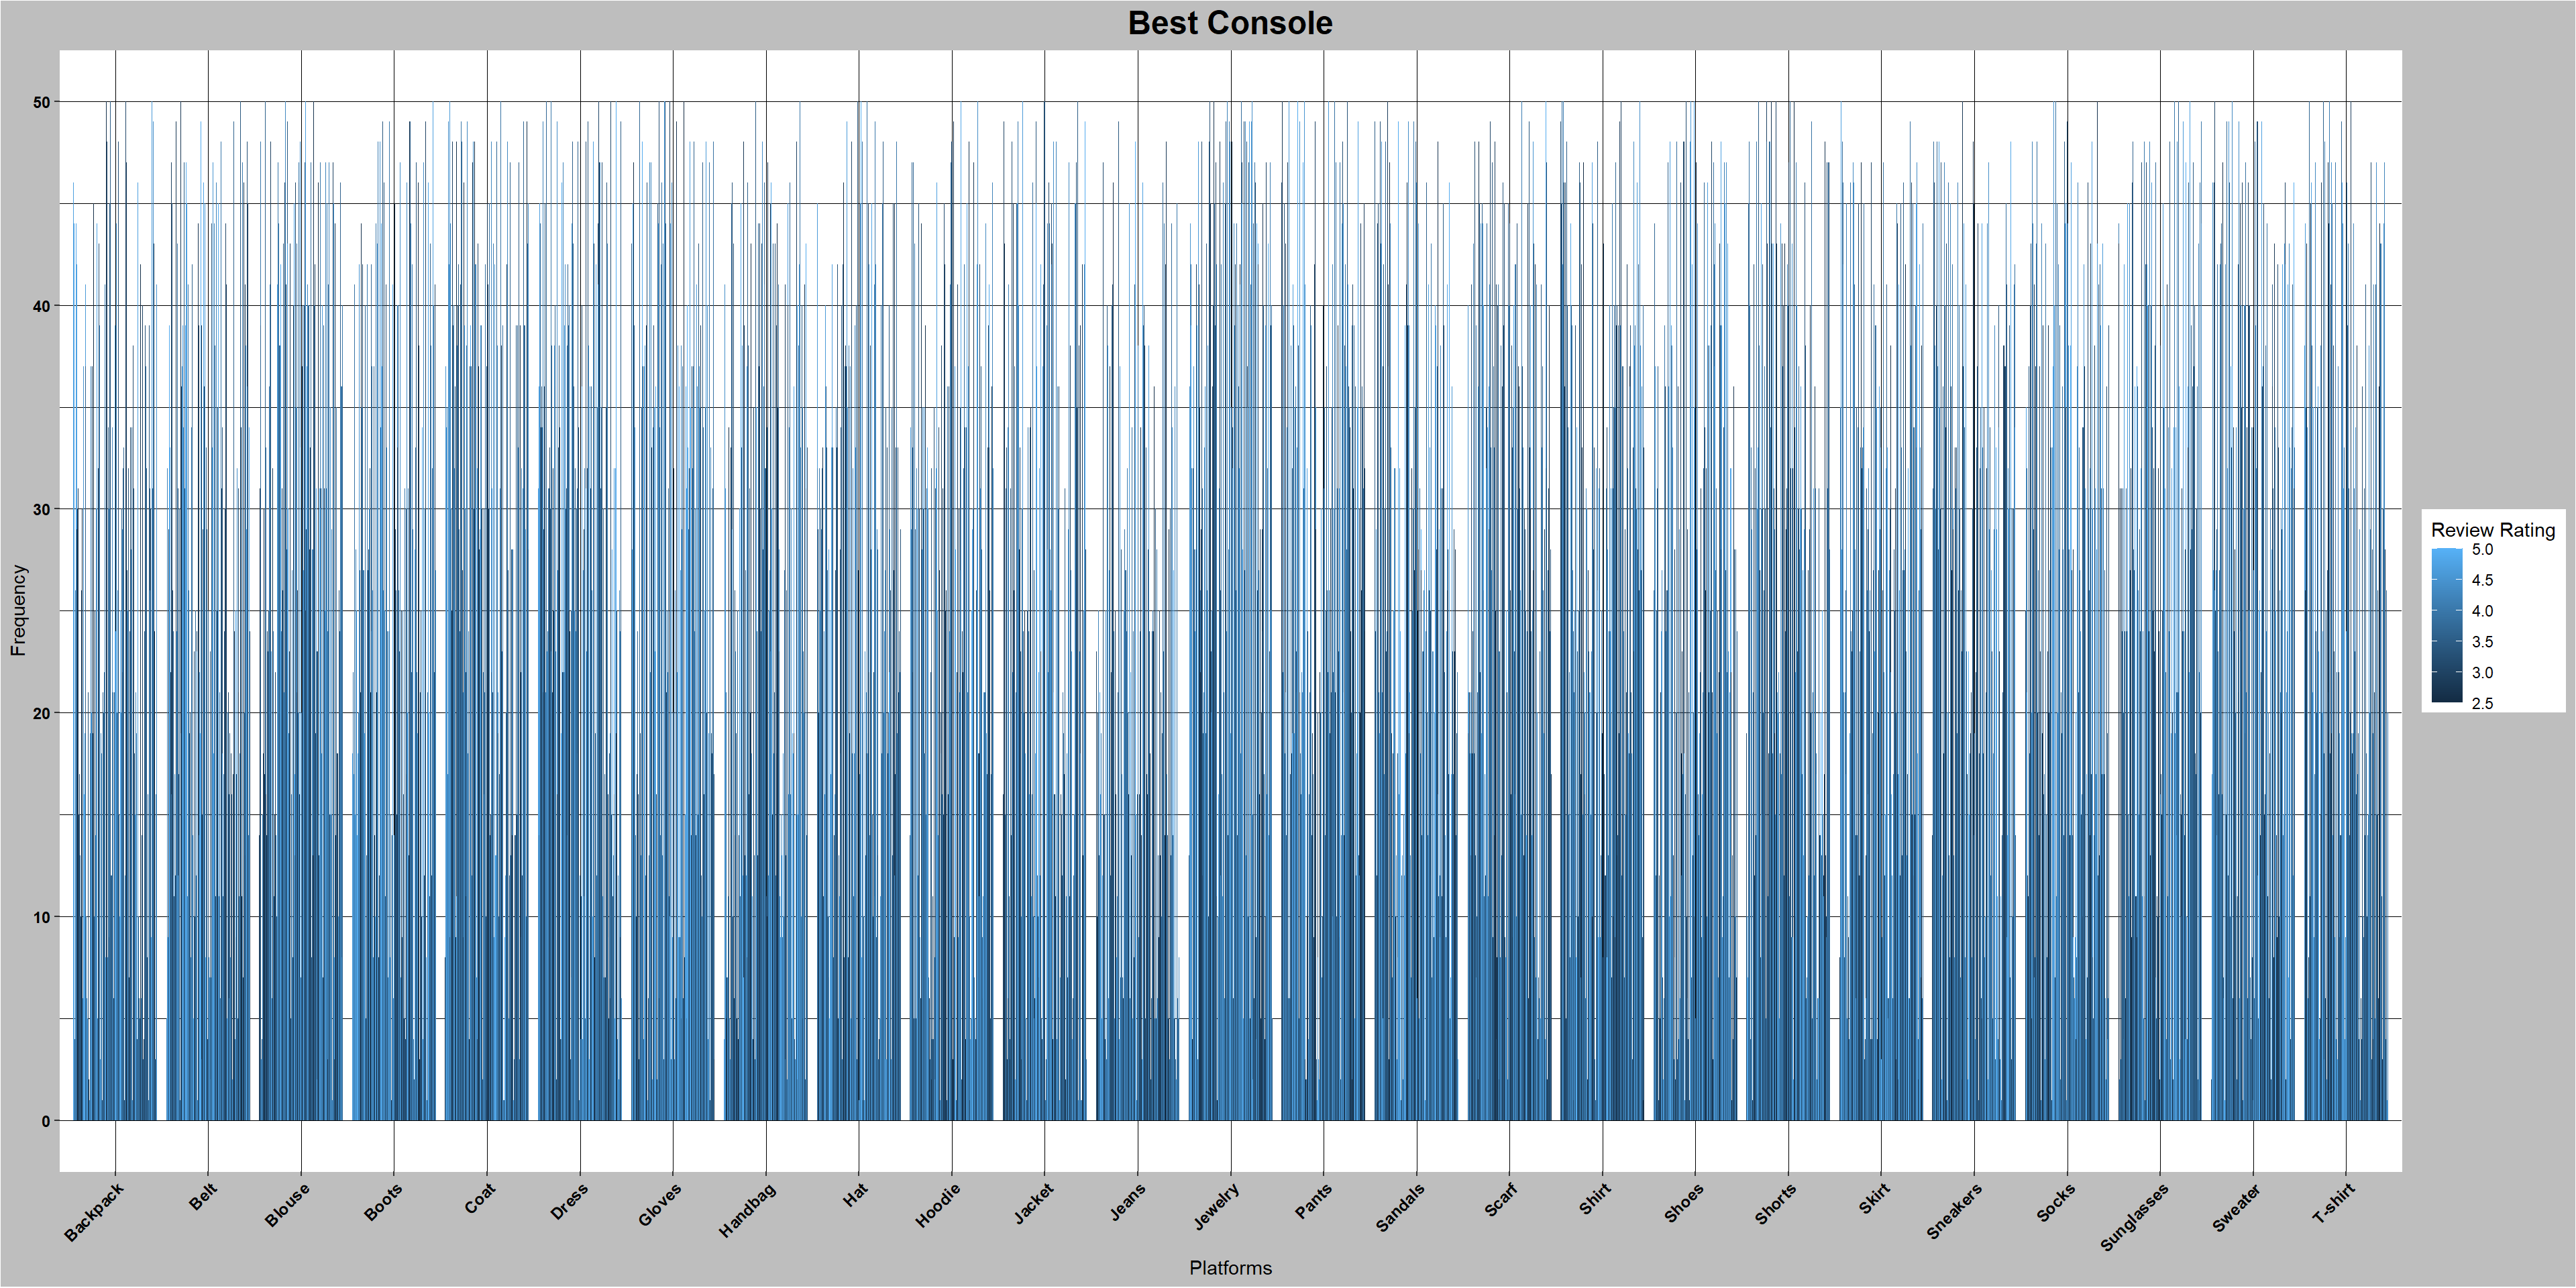 Best Console
50
40
30
20
10
0
Frequency
Backpack
Belt
Blouse
Boots
Coat
Dress
Gloves
Handbag
Hat
Hoodie
Jacket
Jeans
Jewelry
Pants
Sandals
Scarf
Shirt
Shoes
Shorts
Skirt
Sneakers
Socks
Sunglasses
Sweater
T-shirt
Platforms
Review Rating
5.0
4.5
4.0
3.5
3.0
2.5